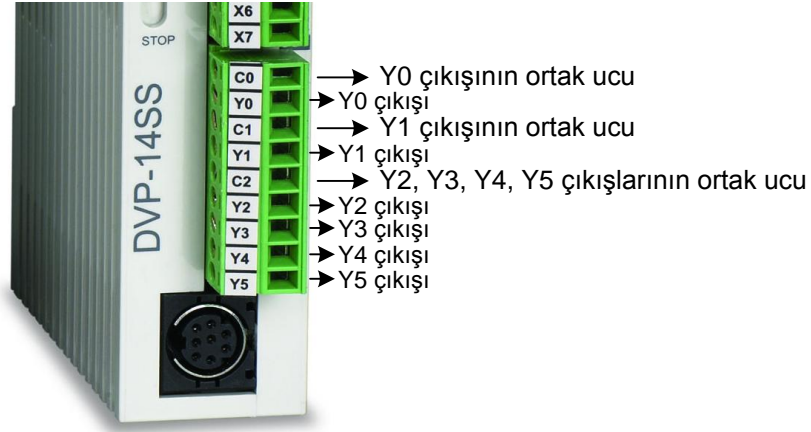 X6
X7
STOP
C0 Y0 çıkışının ortak ucu
Y0 Y0 çıkışı
C1 Y1 çıkışının ortak ucu
Y1 Y1 çıkışı
C2 Y2, Y3, Y4, Y5 çıkışlarının ortak ucu
Y2 Y2 çıkışı
Y3 Y3 çıkışı
Y4 Y4 çıkışı
Y5 Y5 çıkışı
DVP-14SS